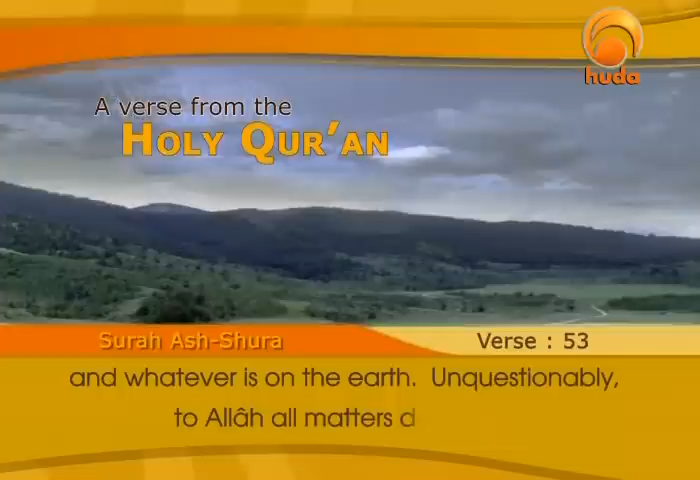 huda
A verse from the
HOLY QUR'AN
Surah Ash-Shura
Verse : 53
and whatever is on the earth. Unquestionably,
to Allâh all matters d